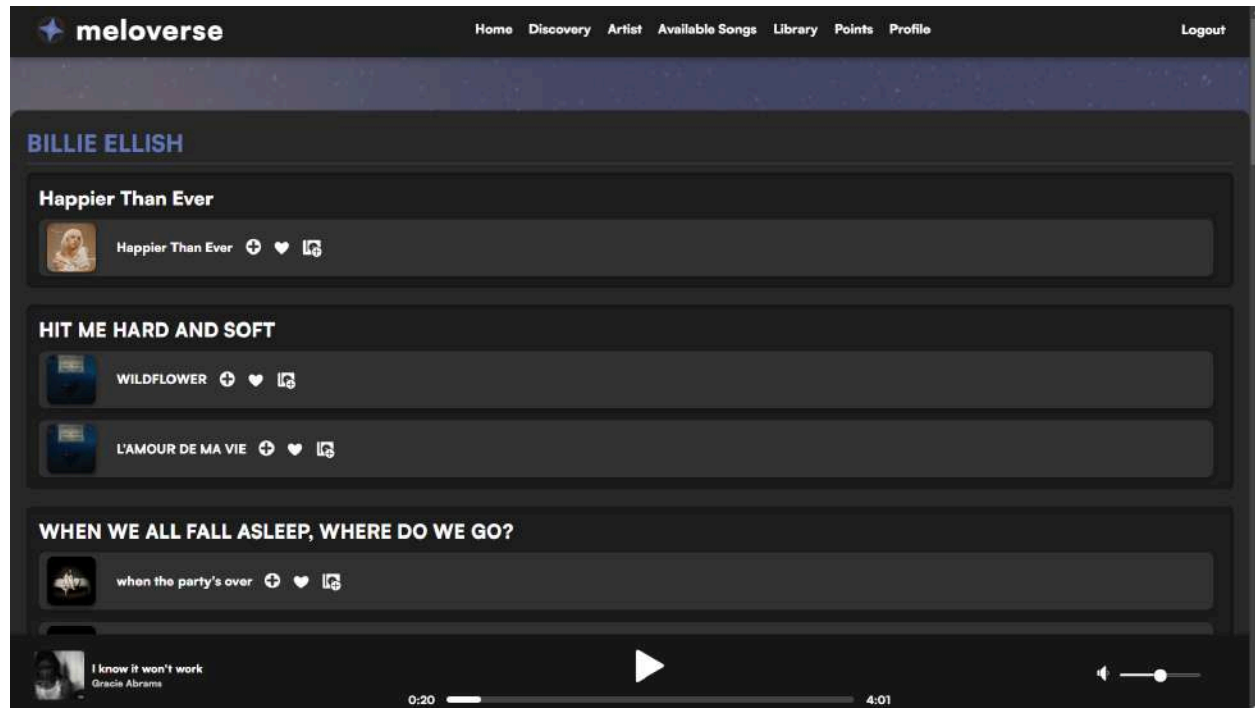 meloverse
Home Discovery Artist Available Songs Library Points Profile
Logout
BILLIE ELLISH
Happier Than Ever
Happier Than Ever
HIT ME HARD AND SOFT
WILDFLOWER
L'AMOUR DE MA VIE
WHEN WE ALL FALL ASLEEP, WHERE DO WE GO?
when the party's over
I know it won't work
Gracie Abrams
0:20
4:01